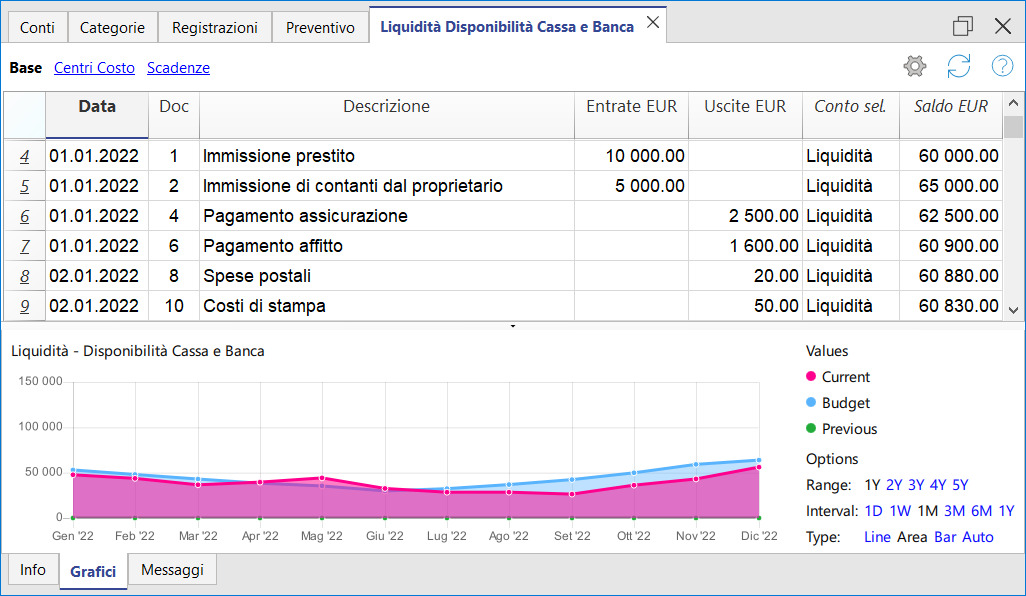 Conti Categorie Registrazioni Preventivo Liquidità Disponibilità Cassa e Banca
Base Centri Costo Scadenze
Data Doc Descrizione Entrate EUR Uscite EUR Conto sel. Saldo EUR
4 01.01.2022 1 Immissione prestito 10 000.00 Liquidità 60 000.00
5 01.01.2022 2 Immissione di contanti dal proprietario 5 000.00 Liquidità 65 000.00
6 01.01.2022 4 Pagamento assicurazione 2 500.00 Liquidità 62 500.00
7 01.01.2022 6 Pagamento affitto 1 600.00 Liquidità 60 900.00
8 02.01.2022 8 Spese postali 20.00 Liquidità 60 880.00
9 02.01.2022 10 Costi di stampa 50.00 Liquidità 60 830.00
Liquidità - Disponibilità Cassa e Banca
150 000
100 000
50 000
0
Gen '22 Feb '22 Mar '22 Apr '22 Mag '22 Giu '22 Lug '22 Ago '22 Set '22 Ott '22 Nov '22 Dic '22
Values
Current
Budget
Previous
Options
Range: 1Y 2Y 3Y 4Y 5Y
Interval: 1D 1W 1M 3M 6M 1Y
Type: Line Area Bar Auto
Info Grafici Messaggi